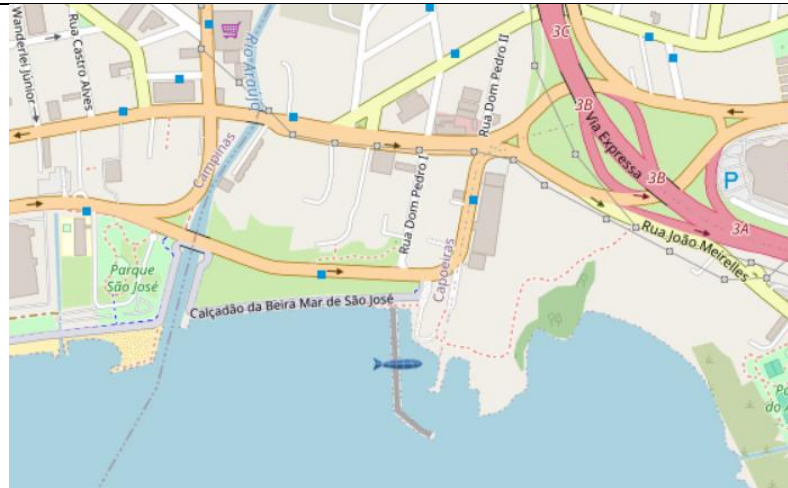 Wanderlei Júnior
Rua Castro Alves
Rio Araújo
Rua Dom Pedro II
3C
3B
Via Expressa
Campinas
3B
P
Rua Dom Pedro I
3A
Rua João Meirelles
Parque
São José
Capoeiras
Calçadão da Beira Mar de São José
do